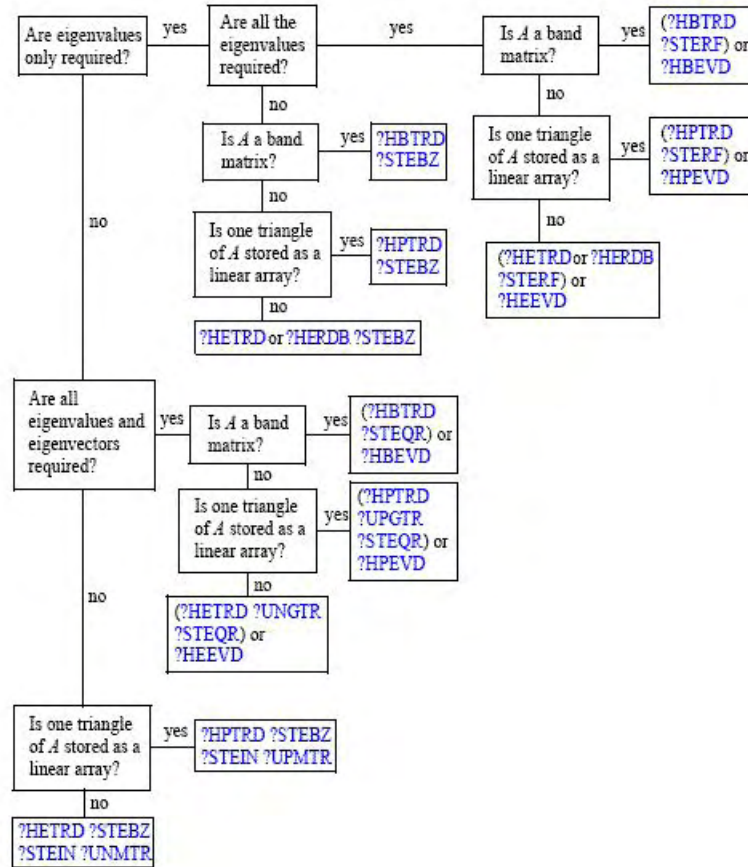 Are eigenvalues
only required?
yes
Are all the
eigenvalues
required?
yes
Is A a band
matrix?
yes
(?HBTRD
?STERF) or
?HBEVD
no
no
Is A a band
matrix?
yes
?HBTRD
?STEBZ
Is one triangle
of A stored as a
linear array?
yes
(?HPTRD
?STERF) or
?HPEVD
no
no
no
Is one triangle
of A stored as a
linear array?
yes
?HPTRD
?STEBZ
(?HETRD or ?HERDB
?STERF) or
?HEEVD
no
?HETRD or ?HERDB ?STEBZ
Are all
eigenvalues and
eigenvectors
required?
yes
Is A a band
matrix?
yes
(?HBTRD
?STEQR) or
?HBEVD
no
Is one triangle
of A stored as a
linear array?
yes
(?HPTRD
?UPGTR
?STEQR) or
?HPEVD
no
no
(?HETRD ?UNGTR
?STEQR) or
?HEEVD
Is one triangle
of A stored as a
linear array?
yes
?HPTRD ?STEBZ
?STEIN ?UPMTR
no
?HETRD ?STEBZ
?STEIN ?UNMTR